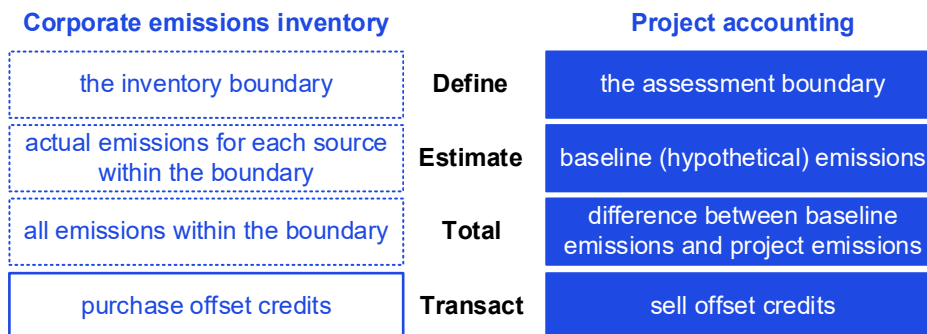 Corporate emissions inventory
Project accounting
the inventory boundary
Define
the assessment boundary
actual emissions for each source
within the boundary
Estimate
baseline (hypothetical) emissions
all emissions within the boundary
Total
difference between baseline
emissions and project emissions
purchase offset credits
Transact
sell offset credits